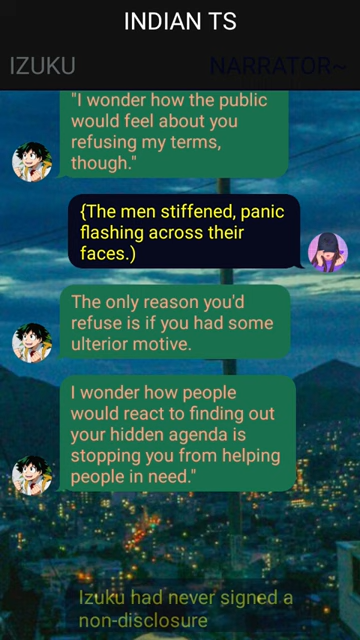 INDIAN TS
IZUKU
NARRATOR~
"I wonder how the public
would feel about you
refusing my terms,
though."
{The men stiffened, panic
flashing across their
faces.)
The only reason you'd
refuse is if you had some
ulterior motive.
I wonder how people
would react to finding out
your hidden agenda is
stopping you from helping
people in need."
Izuku had never signed a
non-disclosure